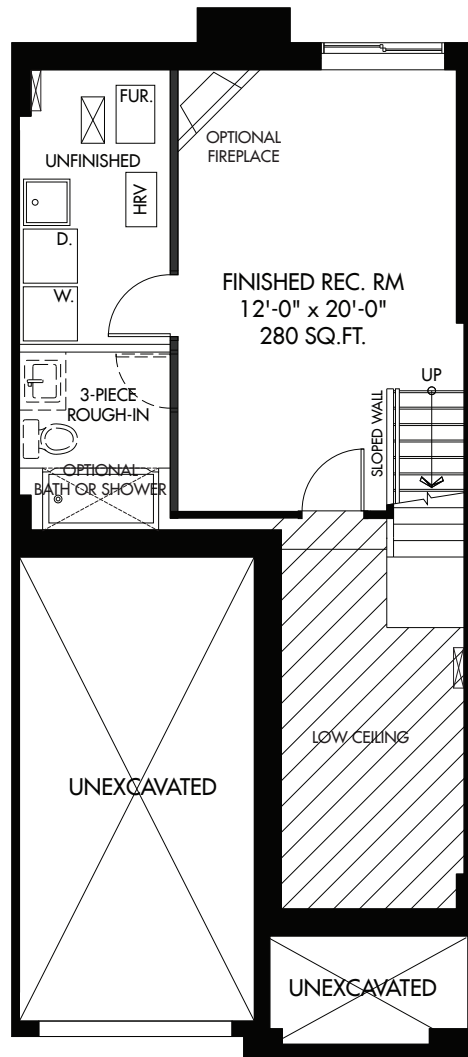 FUR.
OPTIONAL
FIREPLACE
UNFINISHED
HRV
D.
W.
FINISHED REC. RM
12'-0" x 20'-0"
280 SQ.FT.
UP
SLOPED WALL
3-PIECE
ROUGH-IN
OPTIONAL
BATH OR SHOWER
LOW CEILING
UNEXCAVATED
UNEXCAVATED